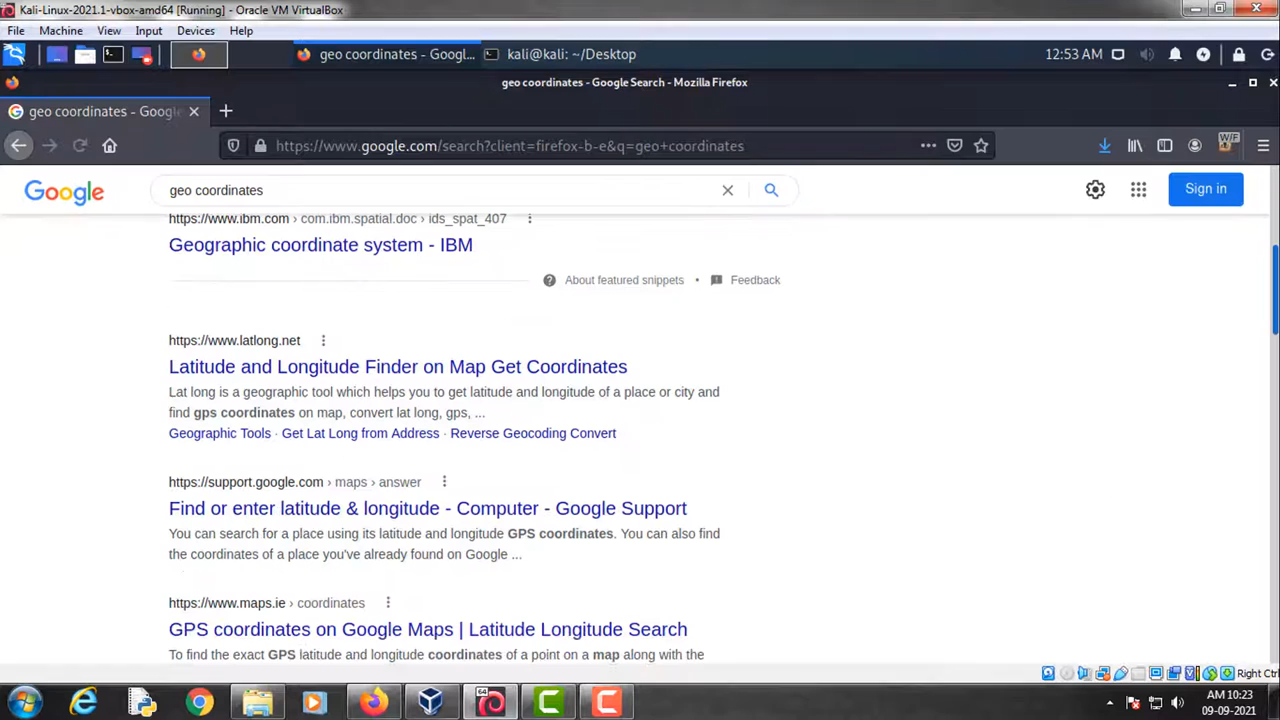 Kali-Linux-2021.1-vbox-amd64 [Running] - Oracle VM VirtualBox
File Machine View Input Devices Help
geo coordinates - Googl... kali@kali: ~/Desktop 12:53 AM
geo coordinates - Google Search - Mozilla Firefox
G geo coordinates - Google
https://www.google.com/search?client=firefox-b-e&q=geo+coordinates W/F
Google geo coordinates Sign in
https://www.ibm.com › com.ibm.spatial.doc › ids_spat_407
Geographic coordinate system - IBM
About featured snippets • Feedback
https://www.latlong.net
Latitude and Longitude Finder on Map Get Coordinates
Lat long is a geographic tool which helps you to get latitude and longitude of a place or city and
find gps coordinates on map, convert lat long, gps, ...
Geographic Tools · Get Lat Long from Address · Reverse Geocoding Convert
https://support.google.com › maps › answer
Find or enter latitude & longitude - Computer - Google Support
You can search for a place using its latitude and longitude GPS coordinates. You can also find
the coordinates of a place you've already found on Google ...
https://www.maps.ie › coordinates
GPS coordinates on Google Maps | Latitude Longitude Search
To find the exact GPS latitude and longitude coordinates of a point on a map along with the
Right Ctrl
64
AM 10:23
09-09-2021